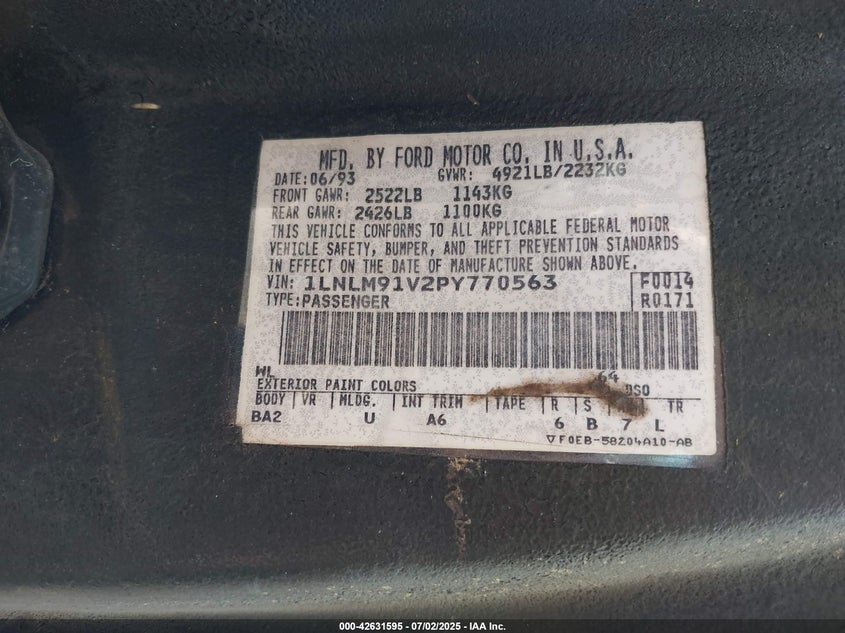 MFD. BY FORD MOTOR CO. IN U.S.A.
DATE: 06/93 GVWR: 4921LB/2232KG
FRONT GAWR: 2522LB 1143KG
REAR GAWR: 2426LB 1100KG
THIS VEHICLE CONFORMS TO ALL APPLICABLE FEDERAL MOTOR
VEHICLE SAFETY, BUMPER, AND THEFT PREVENTION STANDARDS
IN EFFECT ON THE DATE OF MANUFACTURE SHOWN ABOVE.
VIN: 1LNLM91V2PY770563 F0014
TYPE: PASSENGER R0171
WL 64
EXTERIOR PAINT COLORS DSO
BODY | VR | MLDG. | INT TRIM | TAPE | R | S | | TR
BA2 U A6 6 B 7 L
▽ F0EB-58204A10-AB
000-42631595 - 07/02/2025 - IAA Inc.